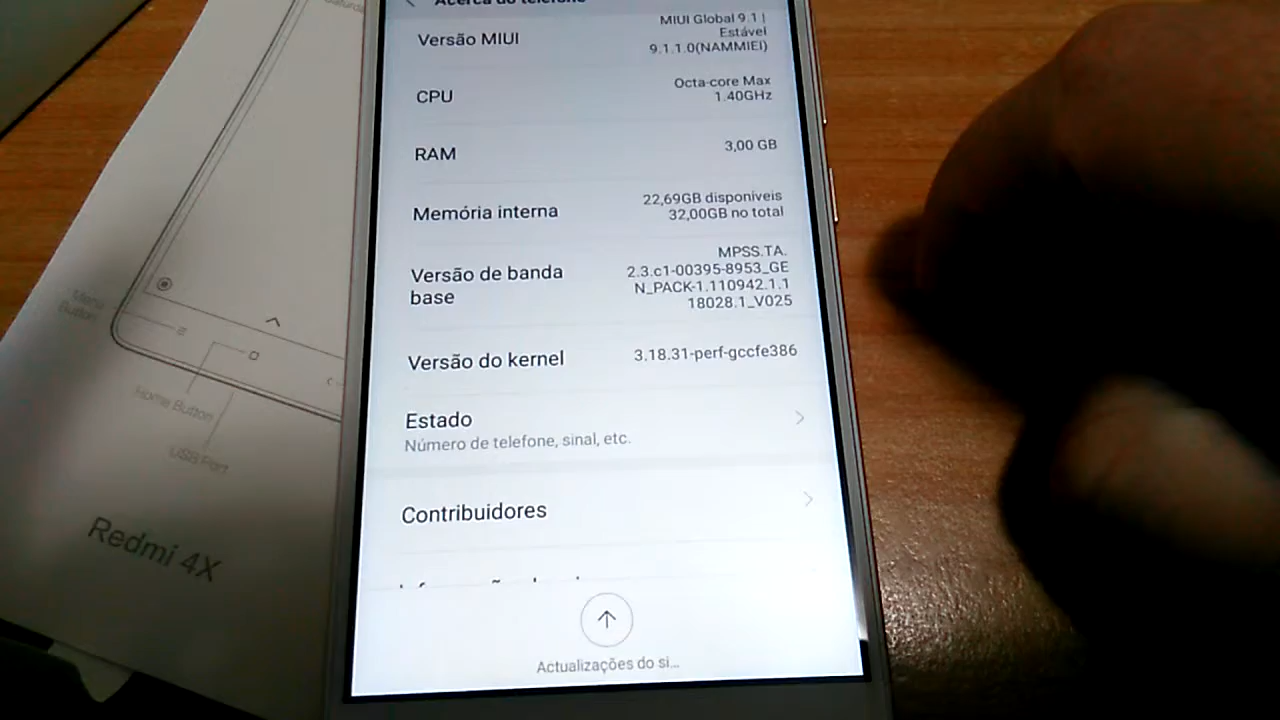 Acerca do telefone
Versão MIUI
MIUI Global 9.1 |
Estável
9.1.1.0(NAMMIEI)
CPU
Octa-core Max
1.40GHz
RAM
3,00 GB
Memória interna
22,69GB disponíveis
32,00GB no total
Versão de banda
base
MPSS.TA.
2.3.c1-00395-8953_GE
N_PACK-1.110942.1.1
18028.1_V025
Versão do kernel
3.18.31-perf-gccfe386
Estado
Número de telefone, sinal, etc.
Contribuidores
Actualizações do si...
Menu
Button
Home Button
USB Port
Redmi 4X